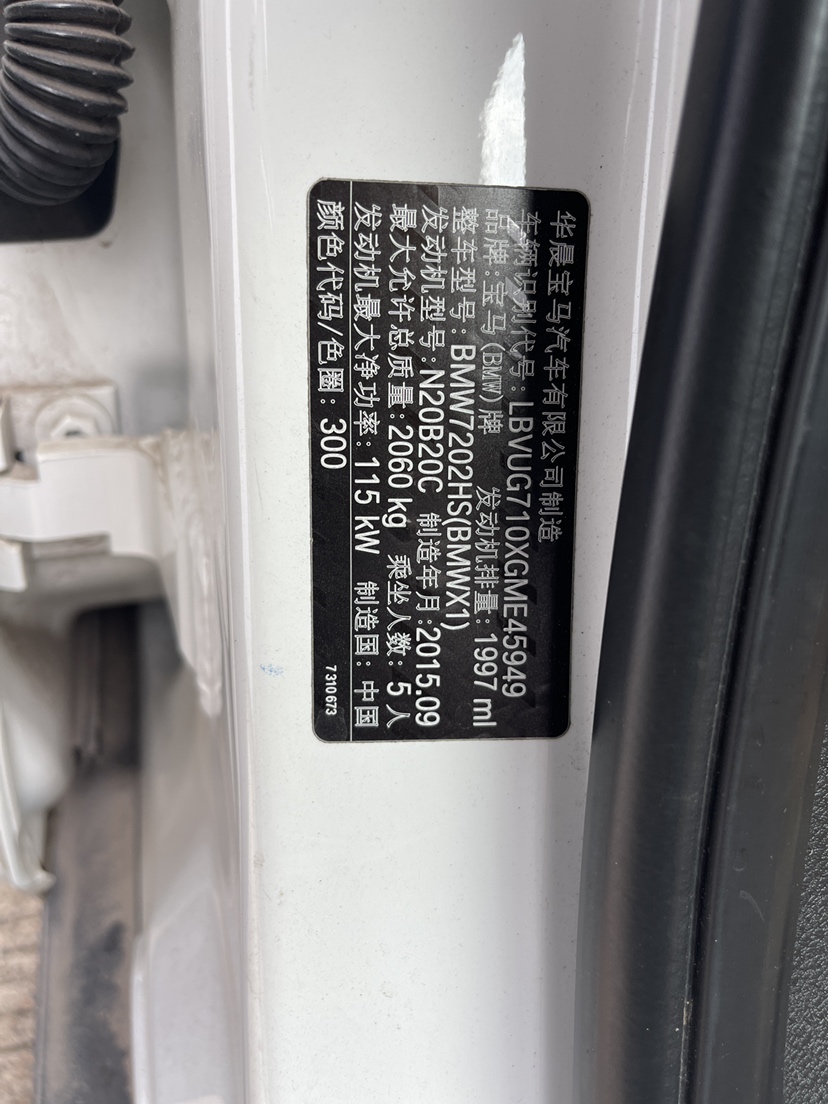 华晨宝马汽车有限公司制造
车辆识别代号: LBVUG710XGME45949
品牌:宝马(BMW)牌 发动机排量: 1997 ml
整车型号: BMW7202HS(BMWX1)
发动机型号: N20B20C 制造年月: 2015.09
最大允许总质量: 2060 kg 乘坐人数: 5 人
发动机最大净功率: 115 kW 制造国: 中国
颜色代码/色圈: 300 7 310 673